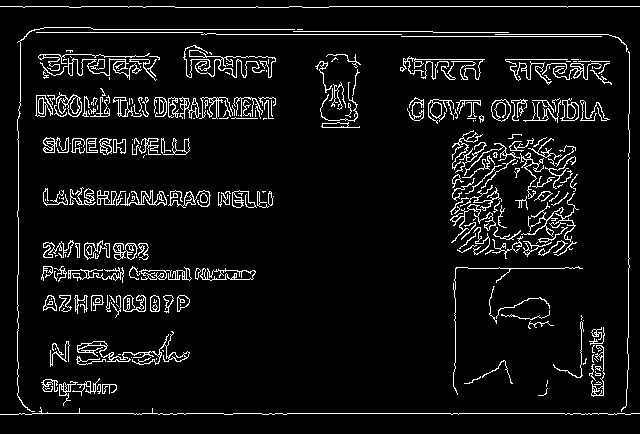 आयकर विभाग
भारत सरकार
INCOME TAX DEPARTMENT
GOVT. OF INDIA
SURESH NELLI
LAKSHMANARAO NELLI
24/10/1992
Permanent Account Number
AZHPN0307P
N Suresh
Signature